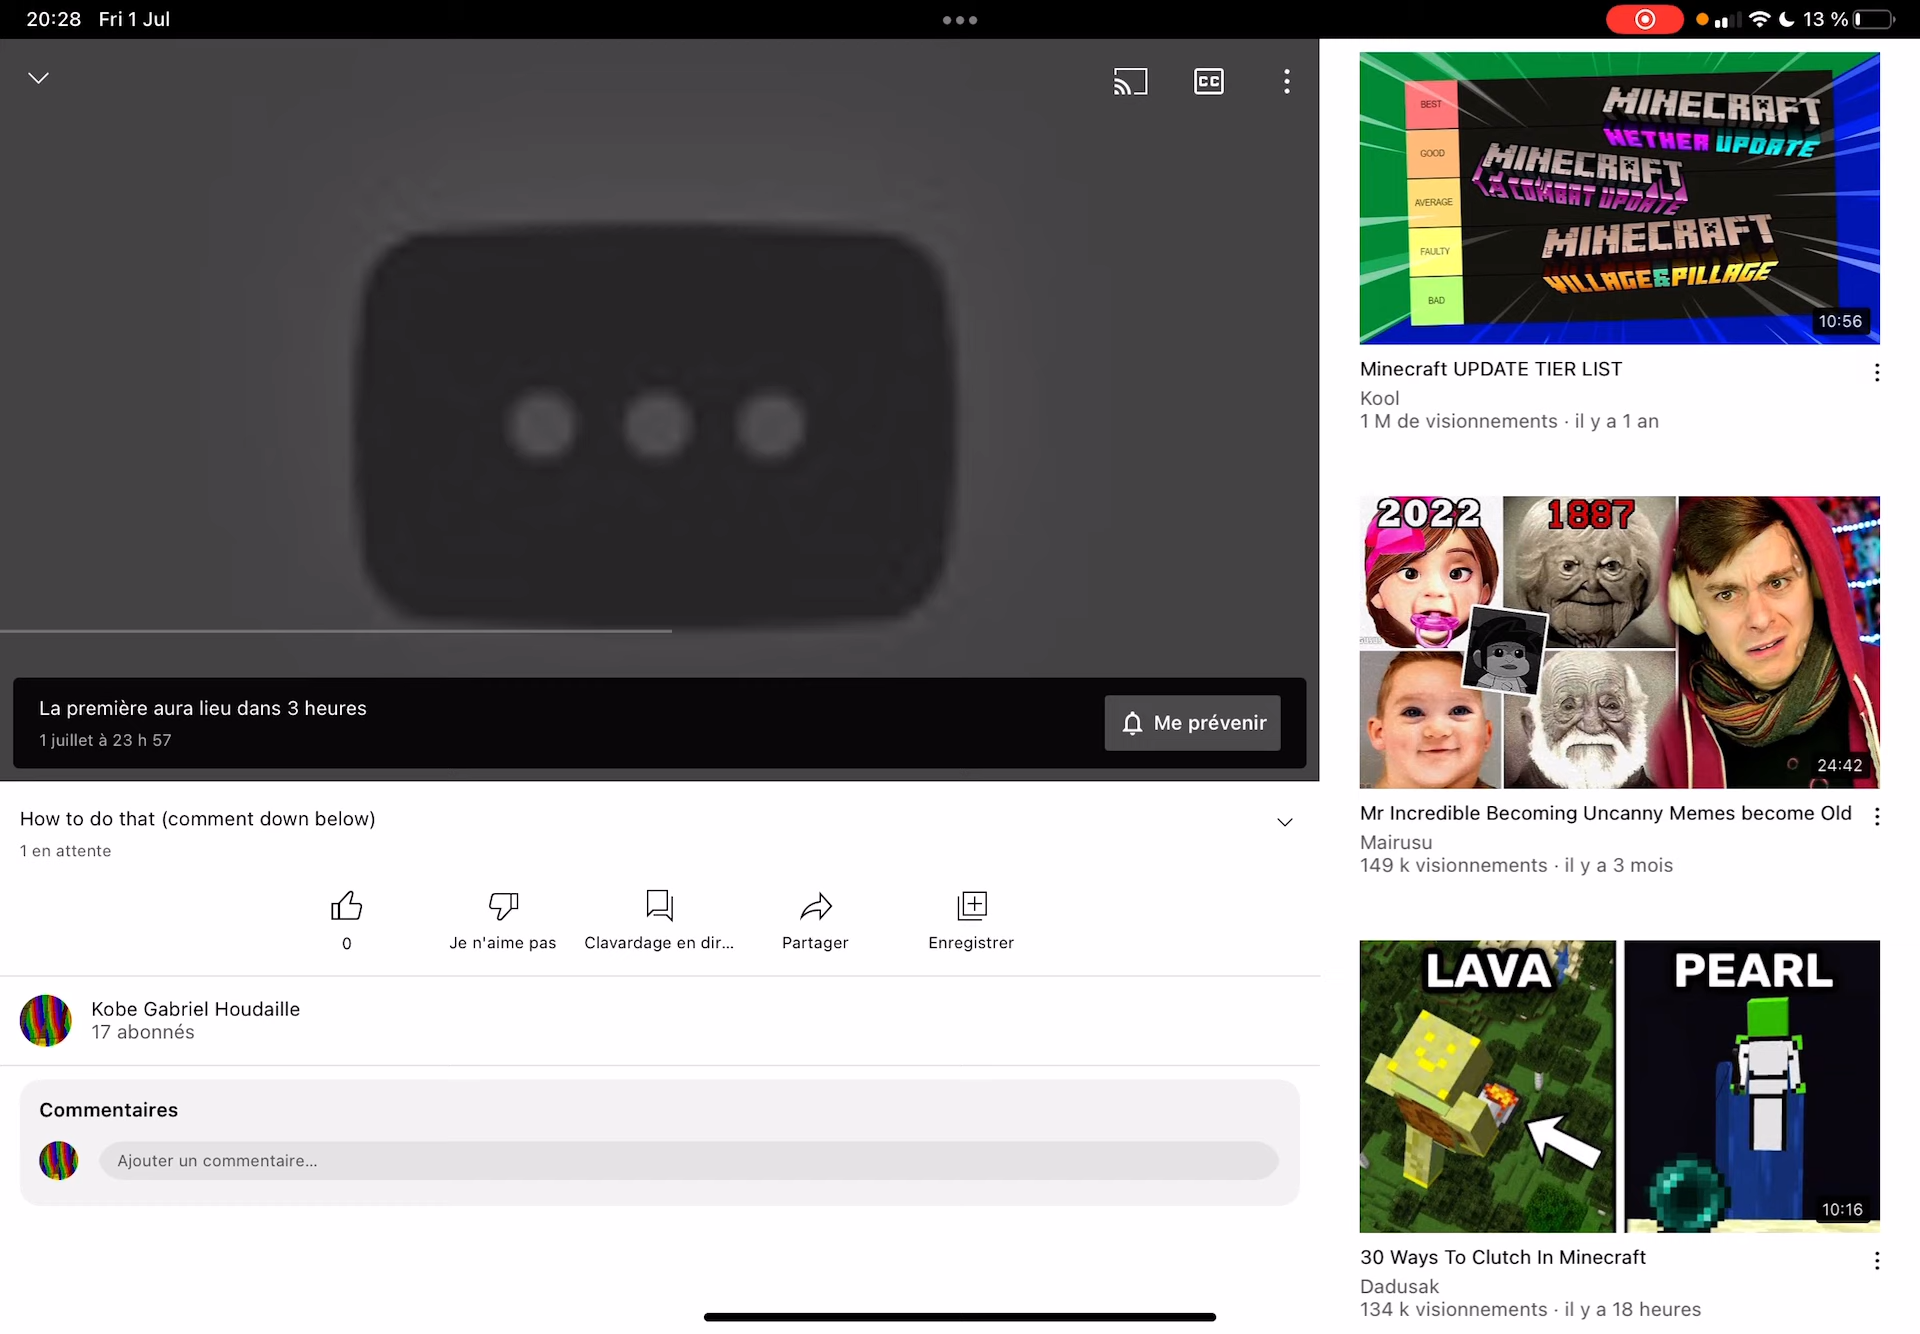 20:28 Fri 1 Jul
13 %
CC
La première aura lieu dans 3 heures
1 juillet à 23 h 57
Me prévenir
How to do that (comment down below)
1 en attente
0
Je n'aime pas
Clavardage en dir...
Partager
Enregistrer
Kobe Gabriel Houdaille
17 abonnés
Commentaires
Ajouter un commentaire...
BEST
GOOD
AVERAGE
FAULTY
BAD
MINECRAFT
NETHER UPDATE
MINECRAFT
COMBAT UPDATE
MINECRAFT
VILLAGE & PILLAGE
10:56
Minecraft UPDATE TIER LIST
Kool
1 M de visionnements · il y a 1 an
2022
1887
24:42
Mr Incredible Becoming Uncanny Memes become Old
Mairusu
149 k visionnements · il y a 3 mois
LAVA
PEARL
10:16
30 Ways To Clutch In Minecraft
Dadusak
134 k visionnements · il y a 18 heures